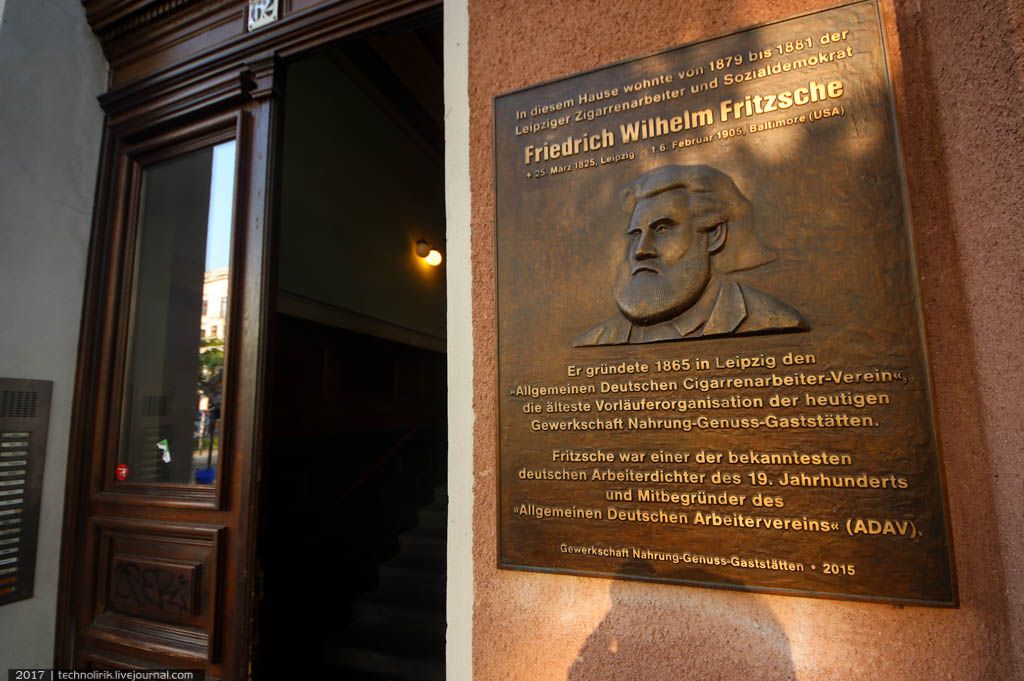 62
In diesem Hause wohnte von 1879 bis 1881 der
Leipziger Zigarrenarbeiter und Sozialdemokrat
Friedrich Wilhelm Fritzsche
* 25. März 1825, Leipzig † 6. Februar 1905, Baltimore (USA)
Er gründete 1865 in Leipzig den
»Allgemeinen Deutschen Cigarrenarbeiter-Verein«,
die älteste Vorläuferorganisation der heutigen
Gewerkschaft Nahrung-Genuss-Gaststätten.
Fritzsche war einer der bekanntesten
deutschen Arbeiterdichter des 19. Jahrhunderts
und Mitbegründer des
»Allgemeinen Deutschen Arbeitervereins« (ADAV).
Gewerkschaft Nahrung-Genuss-Gaststätten • 2015
2017 | technolirik.livejournal.com